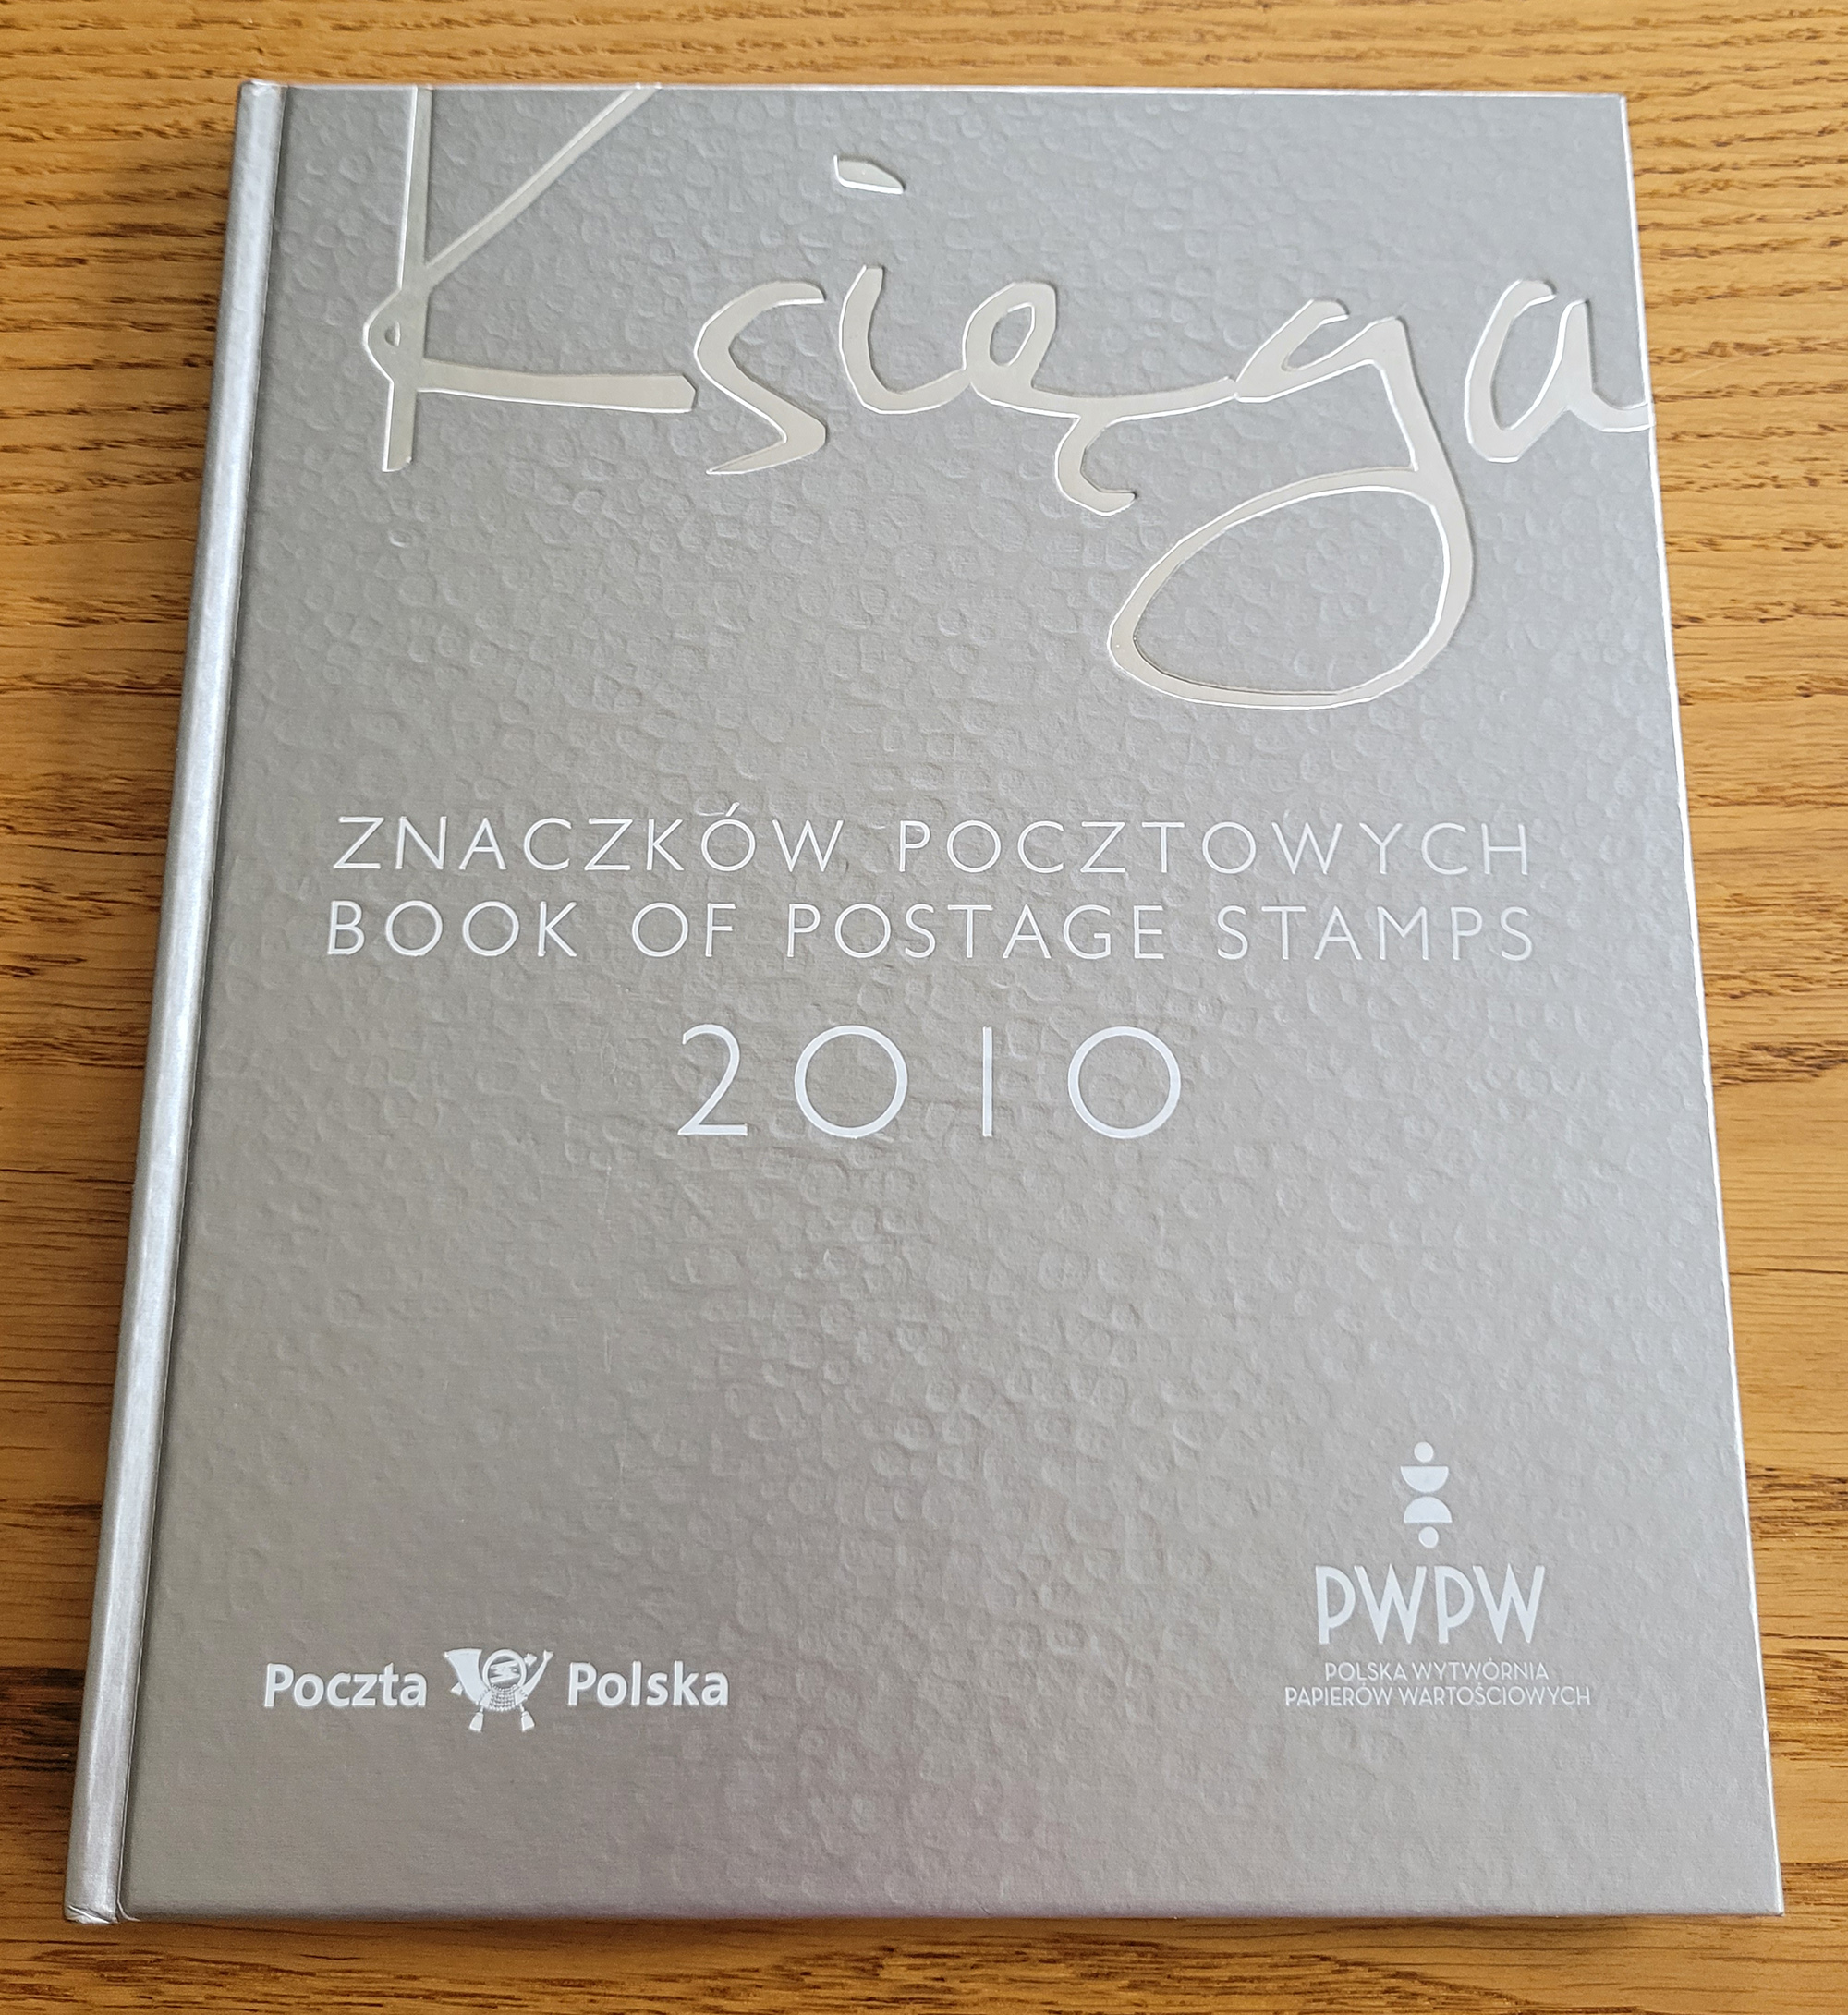 Księga
ZNACZKÓW POCZTOWYCH
BOOK OF POSTAGE STAMPS
2010
Poczta Polska
PWPW
POLSKA WYTWÓRNIA
PAPIERÓW WARTOŚCIOWYCH